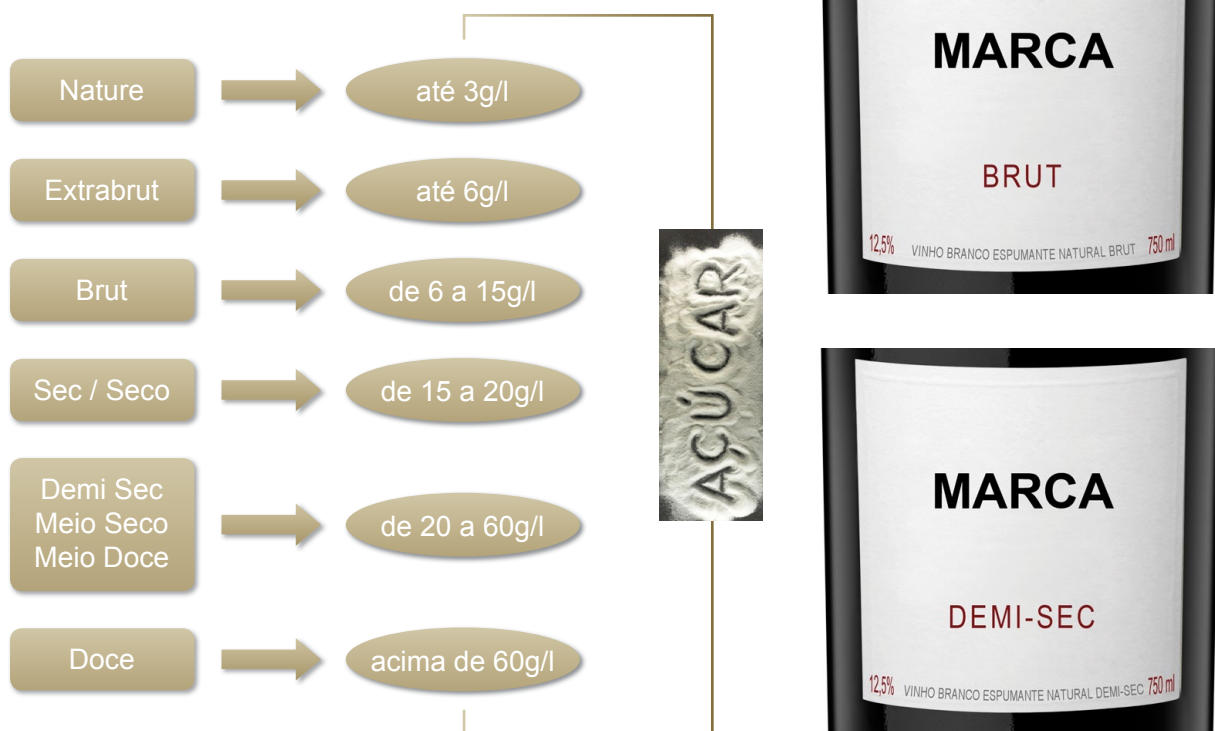 Nature
até 3g/l
Extrabrut
até 6g/l
Brut
de 6 a 15g/l
Sec / Seco
de 15 a 20g/l
Demi Sec
Meio Seco
Meio Doce
de 20 a 60g/l
Doce
acima de 60g/l
AÇÚCAR
MARCA
BRUT
12,5% VINHO BRANCO ESPUMANTE NATURAL BRUT 750 ml
MARCA
DEMI-SEC
12,5% VINHO BRANCO ESPUMANTE NATURAL DEMI-SEC 750 ml